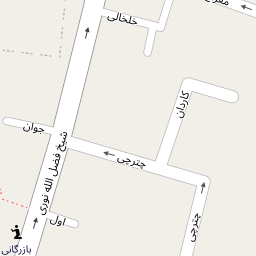 خلخالی
کاردان
جوان
چترچی
شیخ فضل الله نوری
اول
چترچی
بازرگانی